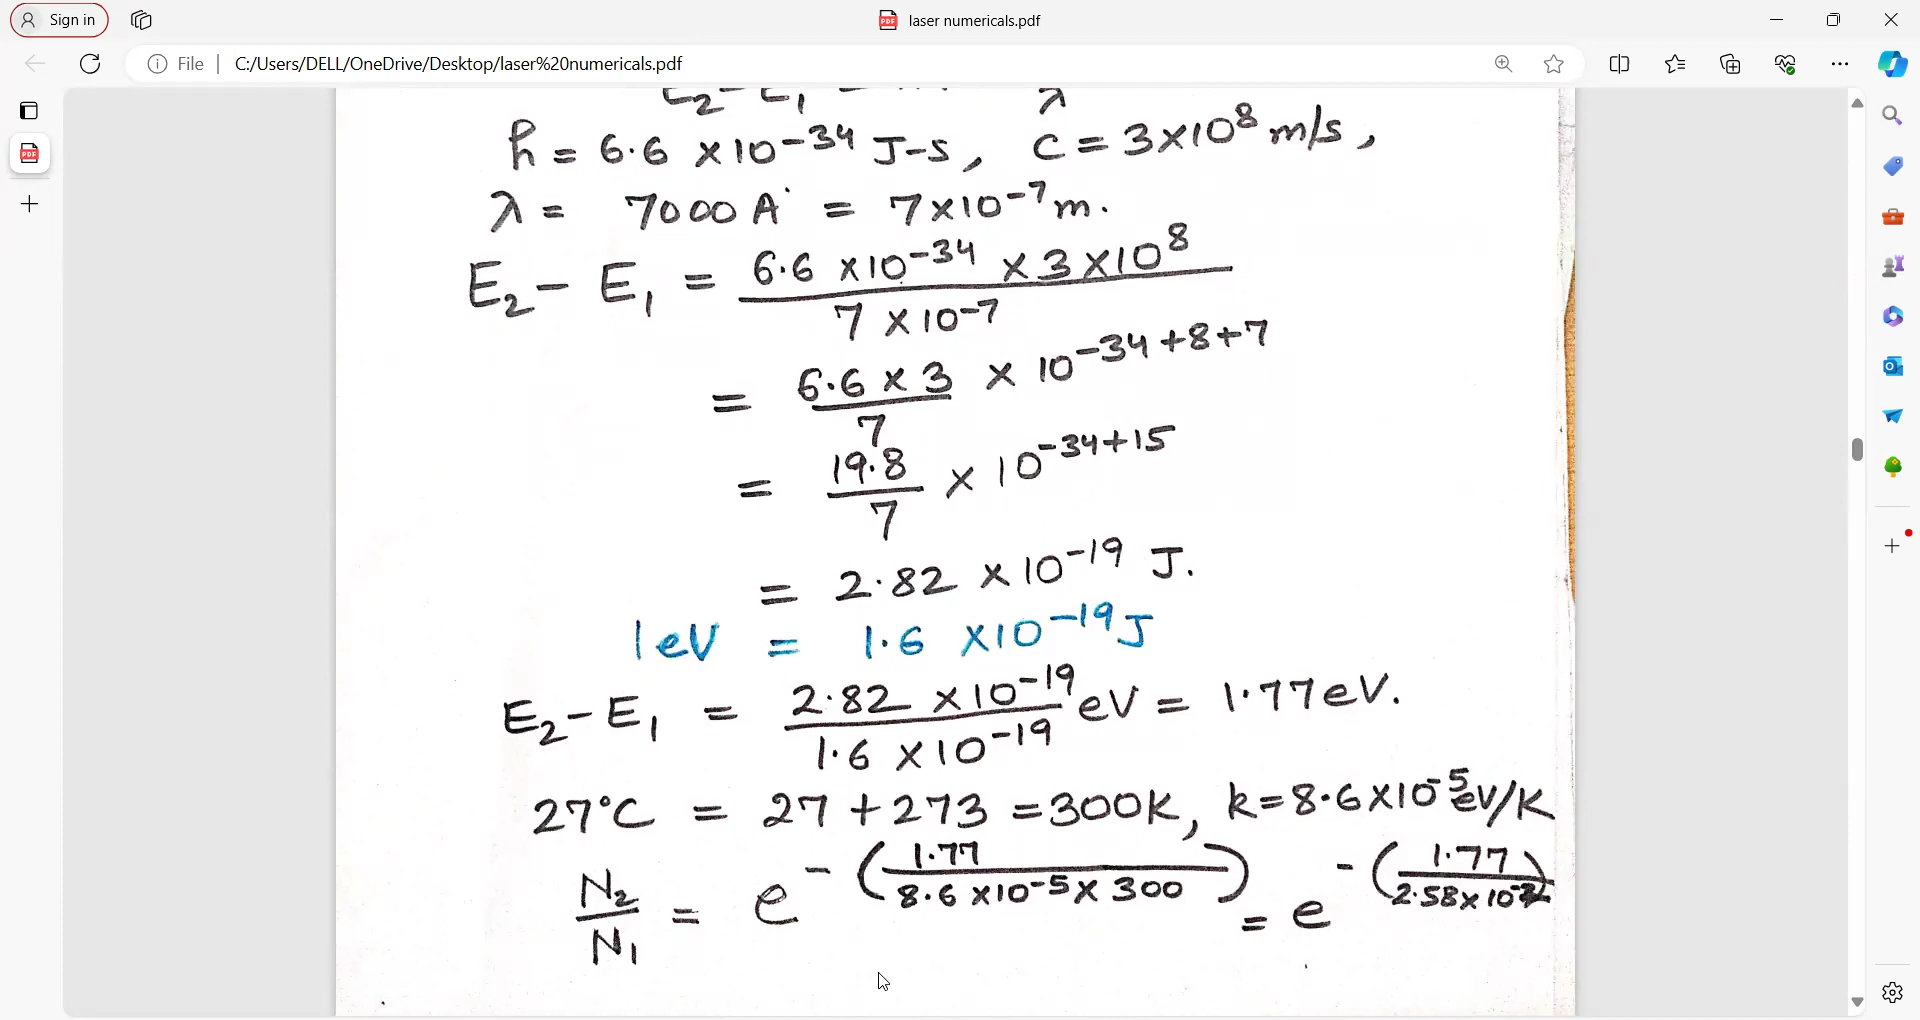 Sign in
laser numericals.pdf
File | C:/Users/DELL/OneDrive/Desktop/laser%20numericals.pdf
h = 6.6 × 10⁻³⁴ J-s, c = 3×10⁸ m/s,
λ = 7000 A° = 7×10⁻⁷ m.
E₂ - E₁ = 6.6 × 10⁻³⁴ × 3 × 10⁸ / 7 × 10⁻⁷
= 6.6 × 3 / 7 × 10⁻³⁴⁺⁸⁺⁷
= 19.8 / 7 × 10⁻³⁴⁺¹⁵
= 2.82 × 10⁻¹⁹ J.
1eV = 1.6 × 10⁻¹⁹ J
E₂ - E₁ = 2.82 × 10⁻¹⁹ / 1.6 × 10⁻¹⁹ eV = 1.77 eV.
27°C = 27 + 273 = 300K, k = 8.6×10⁻⁵ eV/K
N₂ / N₁ = e^-(1.77 / 8.6 × 10⁻⁵ × 300) = e^-(1.77 / 2.58 × 10⁻²)